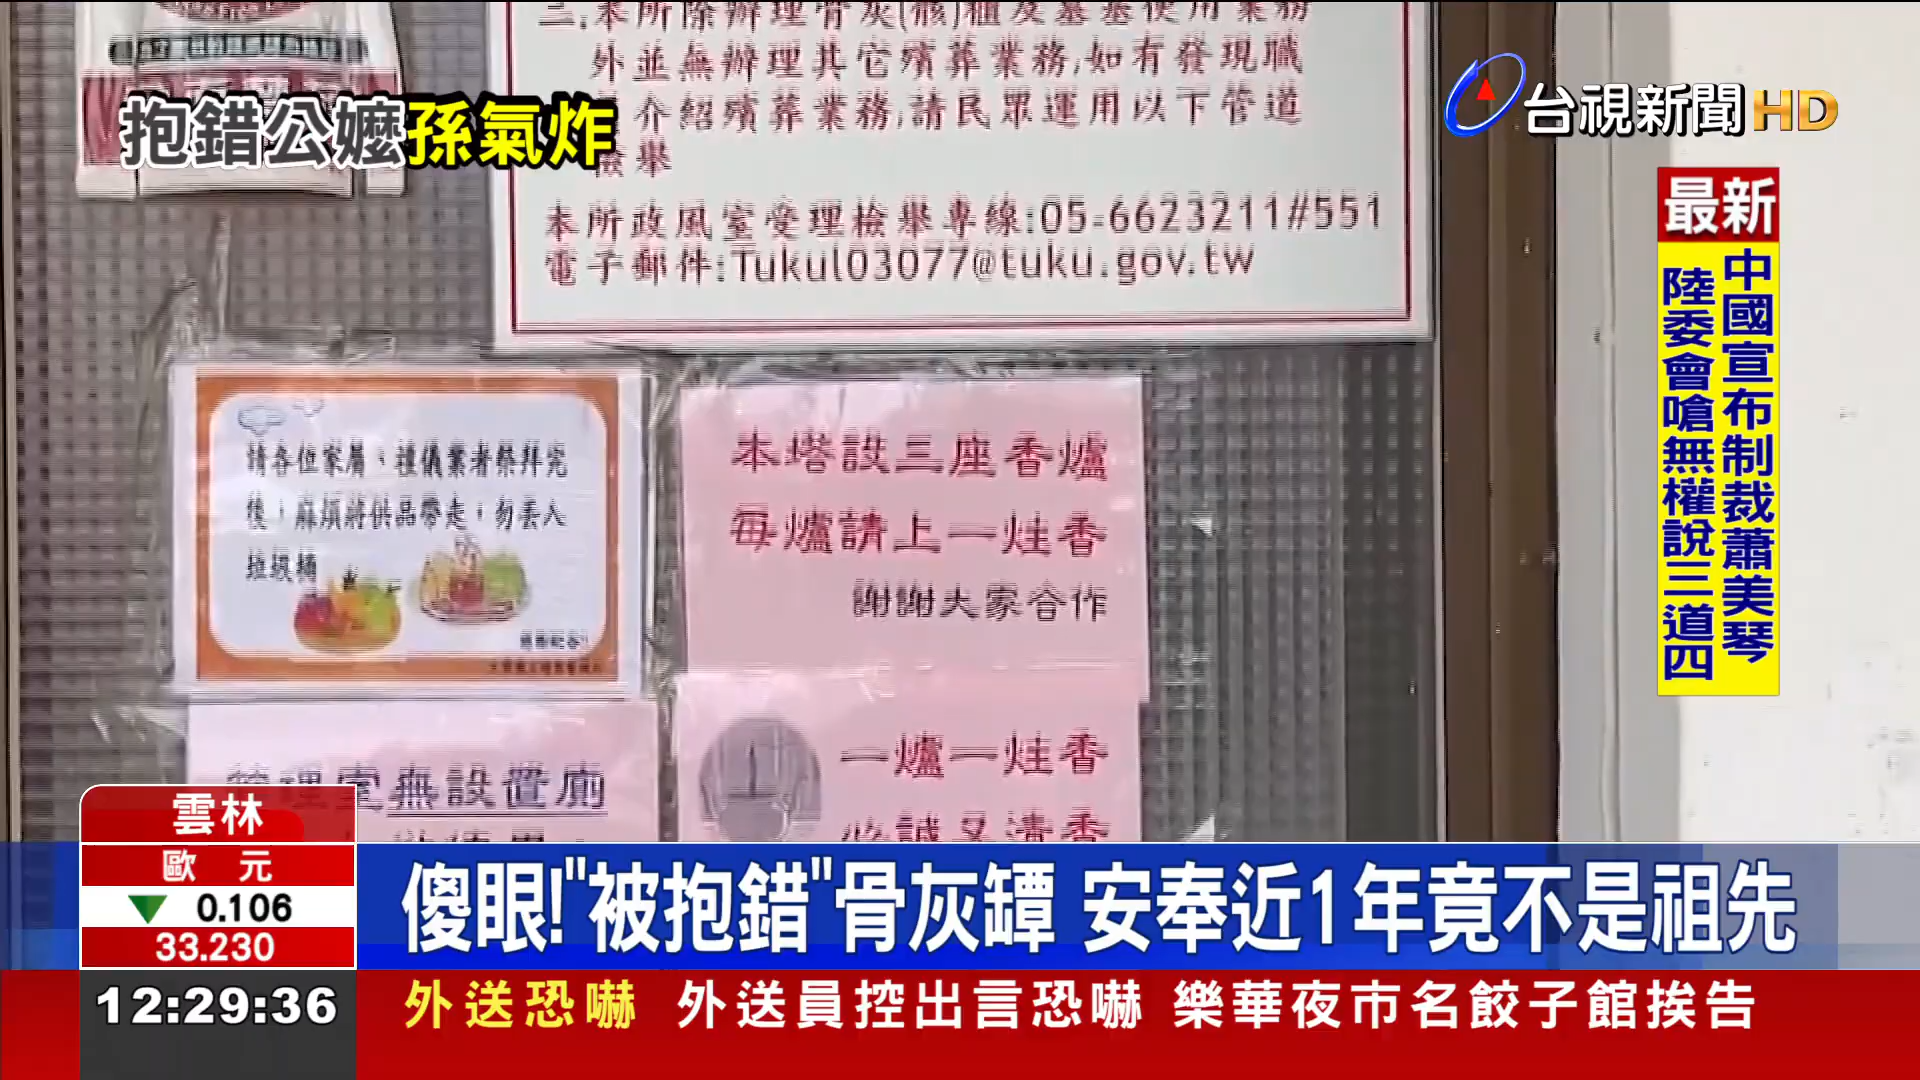 二,本所除辦理骨灰(骸)櫃及墓基使用業務
外並無辦理其它殯葬業務,如有發現職
介紹殯葬業務,請民眾運用以下管道
檢舉
本所政風室受理檢舉專線:05-6623211#551
電子郵件:Tukul03077@tuku.gov.tw
抱錯公嬤孫氣炸
台視新聞HD
最新
中國宣布制裁蕭美琴
陸委會嗆無權說三道四
請各位家屬、禮儀業者祭拜完
後,麻煩將供品帶走,勿丟入
垃圾桶
本塔設三座香爐
每爐請上一炷香
謝謝大家合作
管理室無設置廁
一爐一炷香
心誠又清香
雲林
歐元
0.106
33.230
傻眼!"被抱錯"骨灰罈 安奉近1年竟不是祖先
12:29:36
外送恐嚇 外送員控出言恐嚇 樂華夜市名餃子館挨告